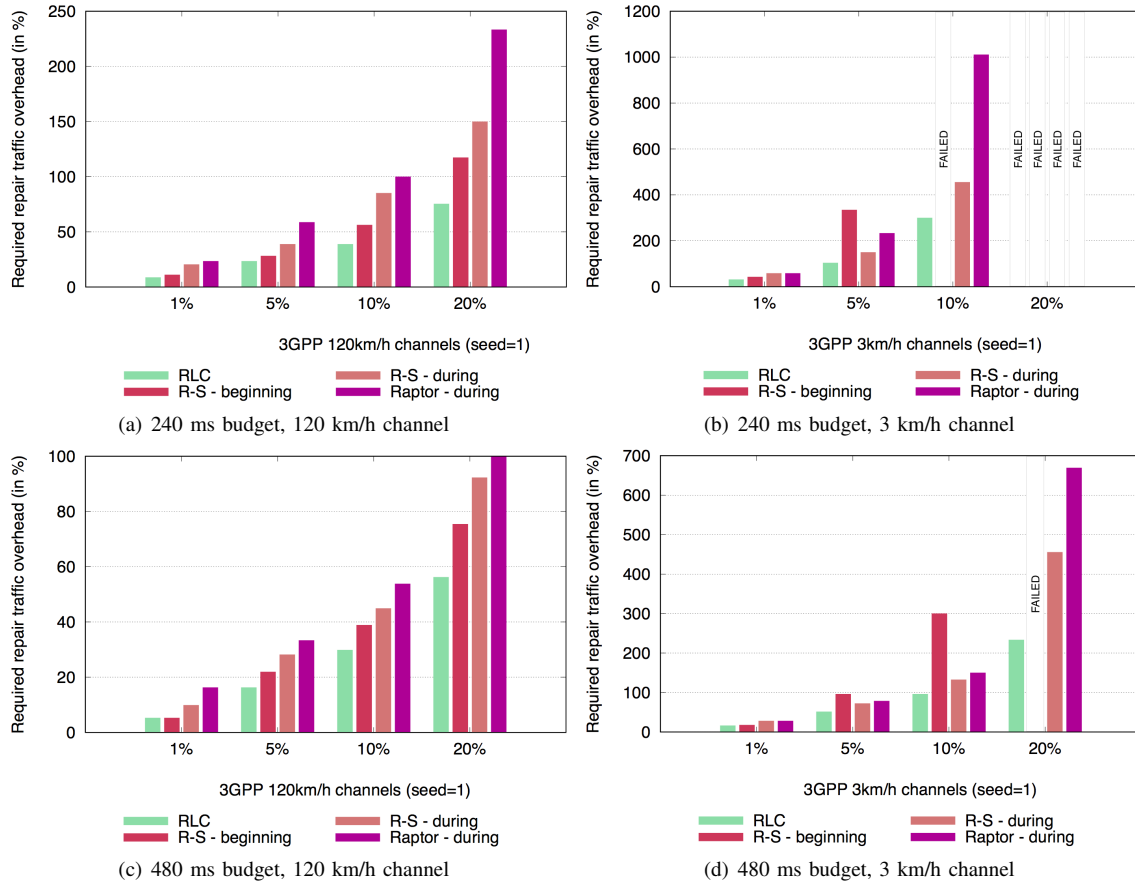 Required repair traffic overhead (in %)
250
200
150
100
50
0
1% 5% 10% 20%
3GPP 120km/h channels (seed=1)
RLC R-S - during
R-S - beginning Raptor - during
(a) 240 ms budget, 120 km/h channel
Required repair traffic overhead (in %)
1200
1000
800
600
400
200
0
FAILED
FAILED
FAILED
FAILED
FAILED
1% 5% 10% 20%
3GPP 3km/h channels (seed=1)
RLC R-S - during
R-S - beginning Raptor - during
(b) 240 ms budget, 3 km/h channel
Required repair traffic overhead (in %)
100
80
60
40
20
0
1% 5% 10% 20%
3GPP 120km/h channels (seed=1)
RLC R-S - during
R-S - beginning Raptor - during
(c) 480 ms budget, 120 km/h channel
Required repair traffic overhead (in %)
700
600
500
400
300
200
100
0
FAILED
1% 5% 10% 20%
3GPP 3km/h channels (seed=1)
RLC R-S - during
R-S - beginning Raptor - during
(d) 480 ms budget, 3 km/h channel